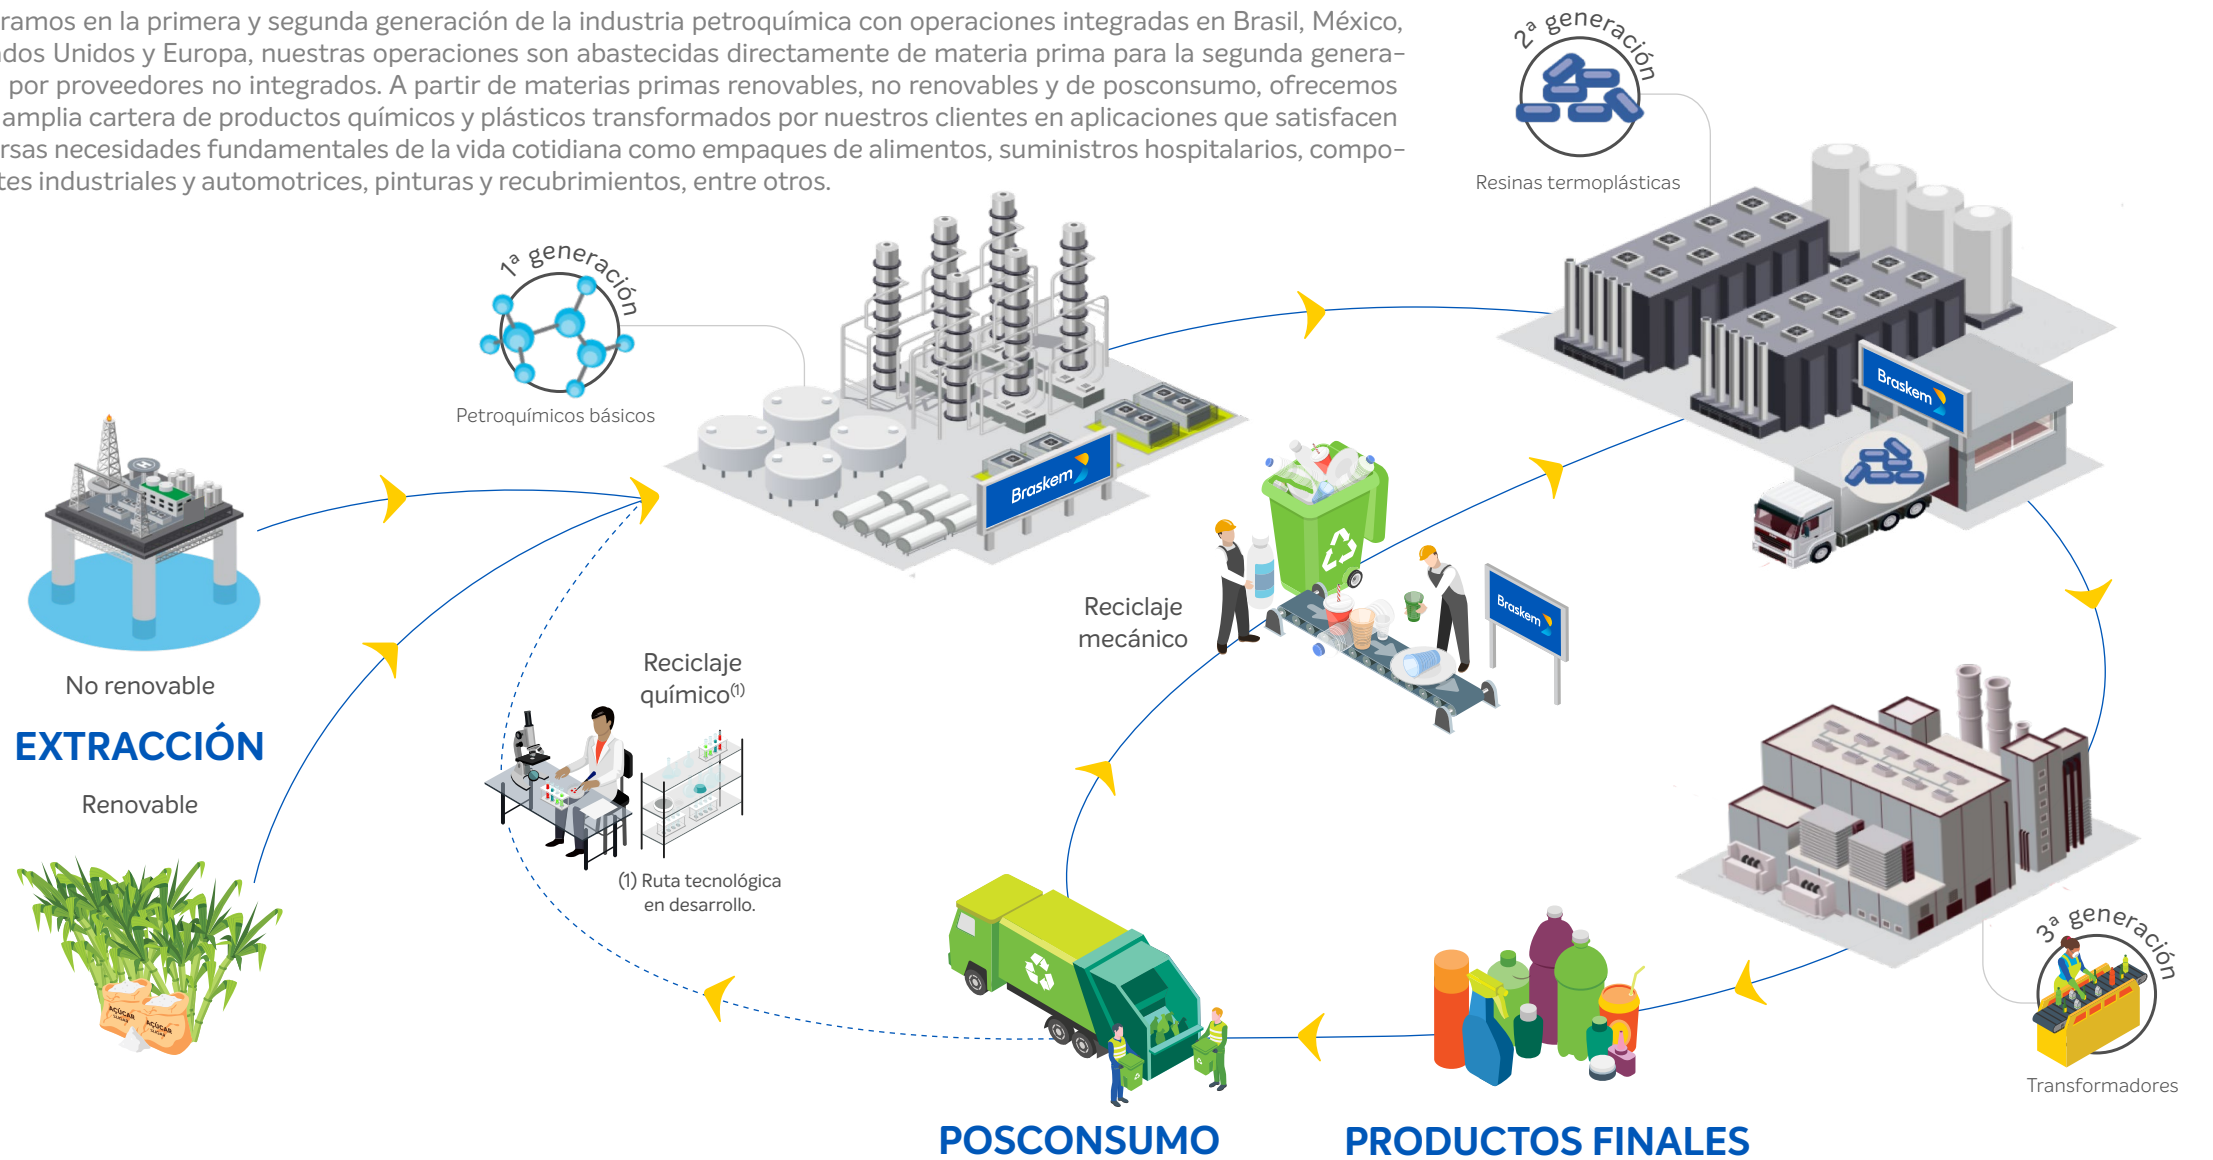 ramos en la primera y segunda generación de la industria petroquímica con operaciones integradas en Brasil, México,
dos Unidos y Europa, nuestras operaciones son abastecidas directamente de materia prima para la segunda genera-
por proveedores no integrados. A partir de materias primas renovables, no renovables y de posconsumo, ofrecemos
amplia cartera de productos químicos y plásticos transformados por nuestros clientes en aplicaciones que satisfacen
rsas necesidades fundamentales de la vida cotidiana como empaques de alimentos, suministros hospitalarios, compo-
tes industriales y automotrices, pinturas y recubrimientos, entre otros.
2ª generación
Resinas termoplásticas
1ª generación
Petroquímicos básicos
Braskem
Braskem
Reciclaje
mecánico
Braskem
No renovable
EXTRACCIÓN
Renovable
Reciclaje
químico(1)
(1) Ruta tecnológica
en desarrollo.
AÇÚCAR
SUGAR
AÇÚCAR
SUGAR
3ª generación
Transformadores
POSCONSUMO
PRODUCTOS FINALES